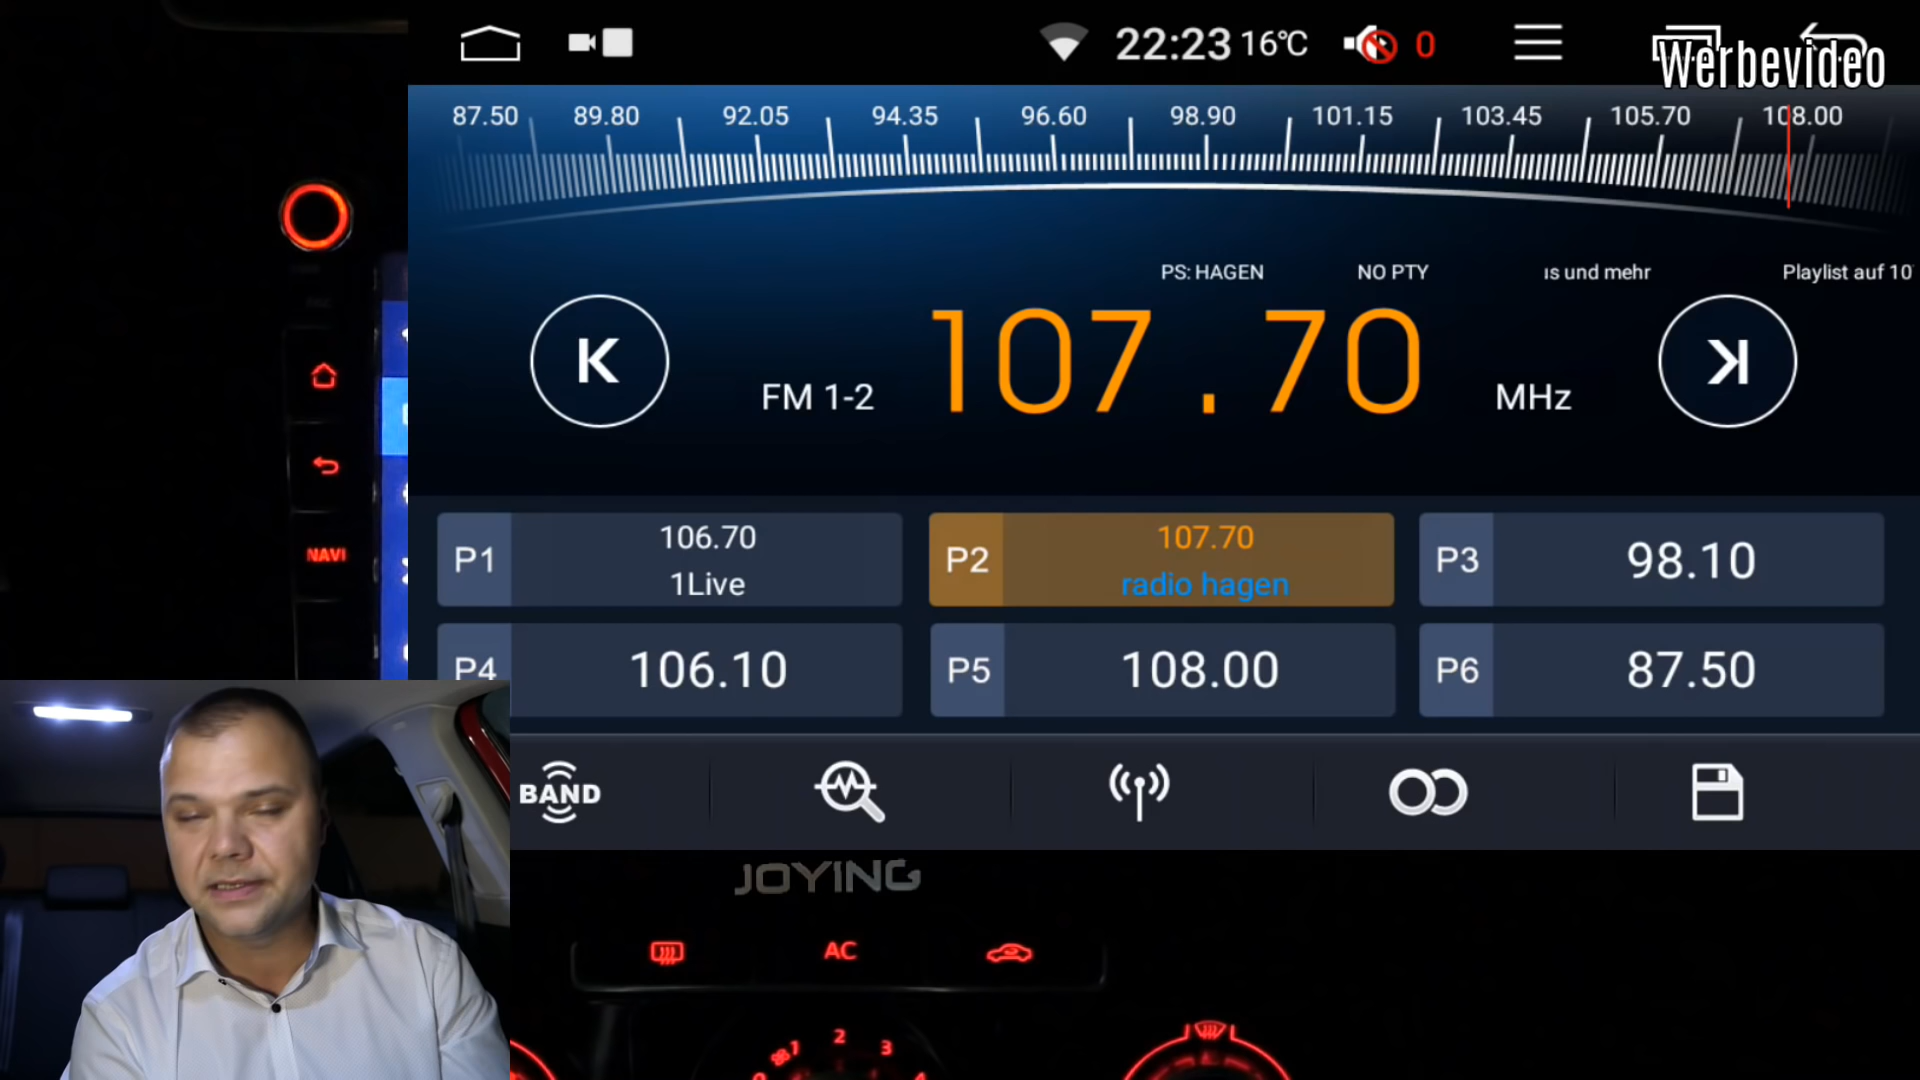 22:23 16°C 0
Werbevideo
87.50 89.80 92.05 94.35 96.60 98.90 101.15 103.45 105.70 108.00
PS: HAGEN NO PTY us und mehr Playlist auf 10
FM 1-2 107.70 MHz
NAVI
P1 106.70 1Live
P2 107.70 radio hagen
P3 98.10
P4 106.10
P5 108.00
P6 87.50
BAND
JOYING
AC
1 2 3